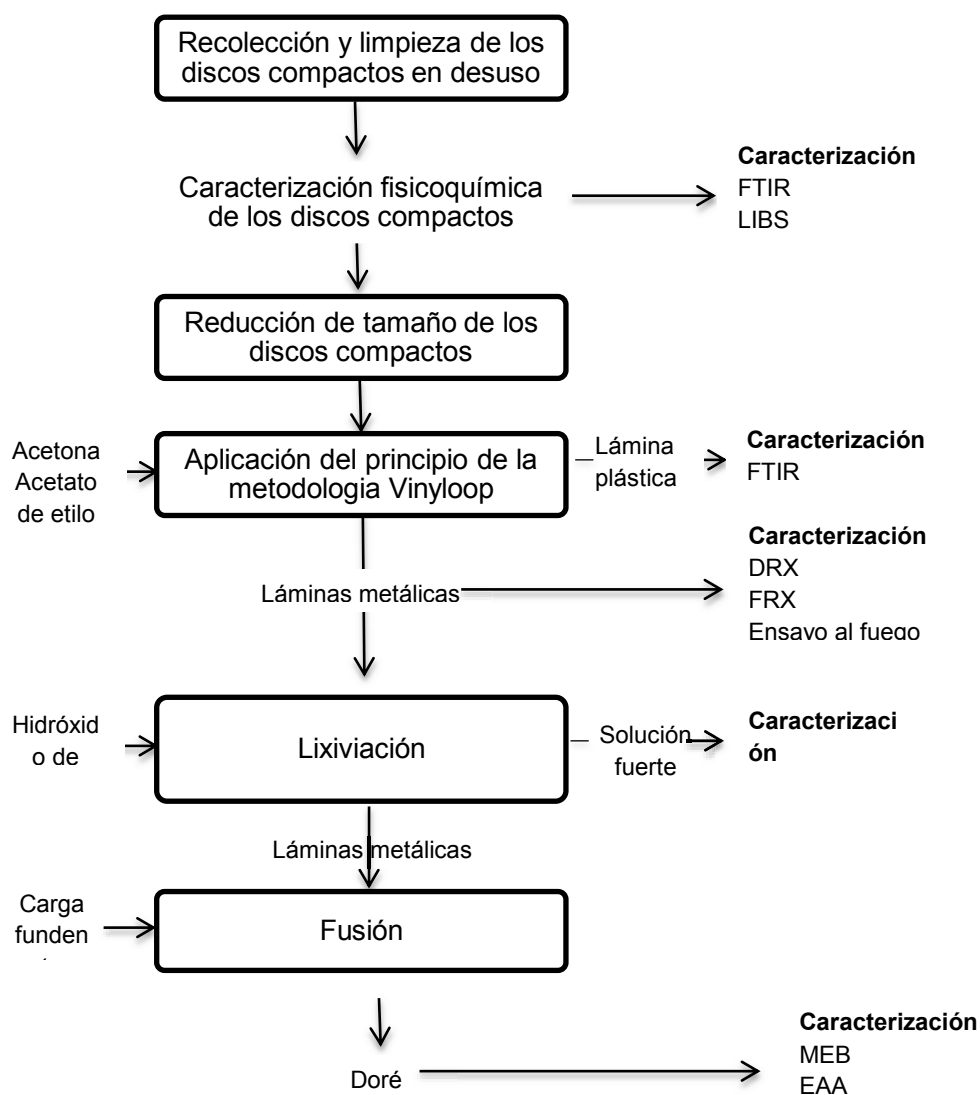 Recolección y limpieza de los
discos compactos en desuso
Caracterización fisicoquímica
de los discos compactos
Caracterización
FTIR
LIBS
Reducción de tamaño de los
discos compactos
Acetona
Acetato
de etilo
Aplicación del principio de la
metodologia Vinyloop
Lámina
plástica
Caracterización
FTIR
Láminas metálicas
Caracterización
DRX
FRX
Ensayo al fuego
Hidróxid
o de
Lixiviación
Solución
fuerte
Caracterizaci
ón
Láminas metálicas
Carga
funden
Fusión
Doré
Caracterización
MEB
EAA